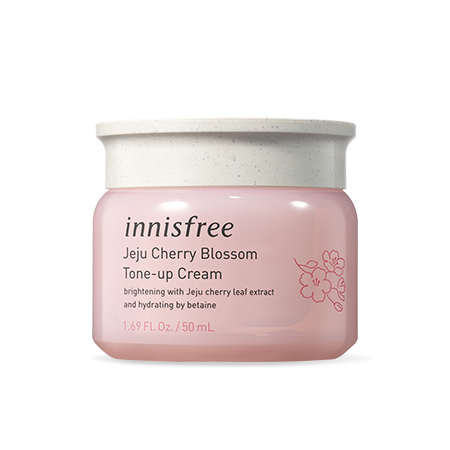 innisfree
Jeju Cherry Blossom
Tone-up Cream
brightening with Jeju cherry leaf extract
and hydrating by betaine
1.69 Fl. Oz. / 50 mL